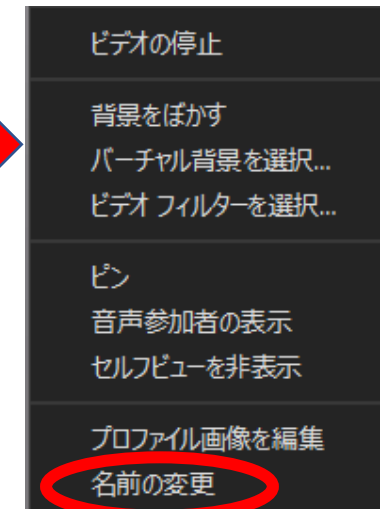 ビデオの停止
背景をぼかす
バーチャル背景を選択...
ビデオ フィルターを選択...
ピン
音声参加者の表示
セルフビューを非表示
プロファイル画像を編集
名前の変更